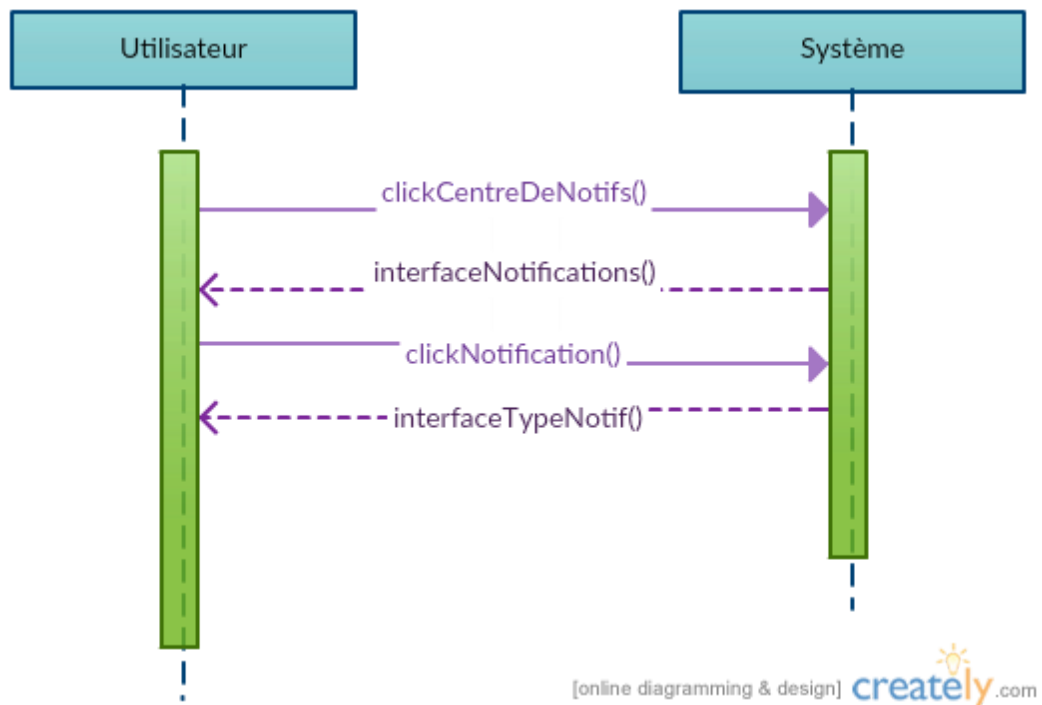 Utilisateur
Système
clickCentreDeNotifs()
interfaceNotifications()
clickNotification()
interfaceTypeNotif()
[online diagramming & design] creately.com